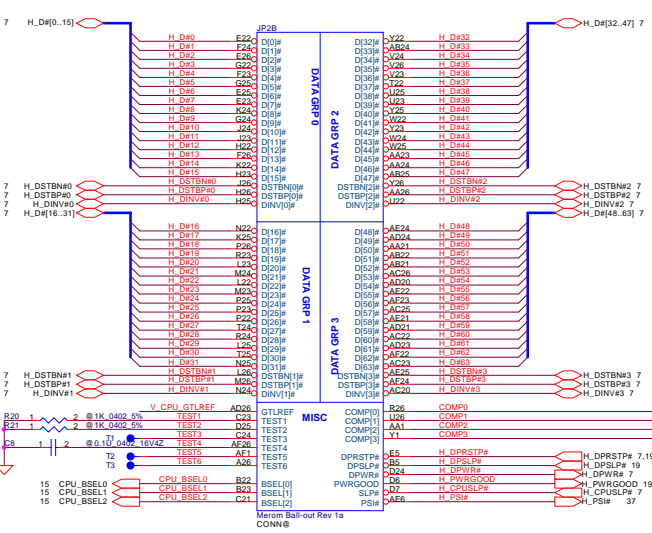 JP2B
7 H_D#[0..15]
H_D#[32..47] 7
H_D#0 E22 D[0]# D[32]# Y22 H_D#32
H_D#1 F24 D[1]# D[33]# AB24 H_D#33
H_D#2 E26 D[2]# D[34]# V24 H_D#34
H_D#3 G22 D[3]# D[35]# V26 H_D#35
H_D#4 F23 D[4]# D[36]# V23 H_D#36
H_D#5 G25 D[5]# D[37]# T22 H_D#37
H_D#6 E25 D[6]# D[38]# U25 H_D#38
H_D#7 E23 D[7]# D[39]# U23 H_D#39
H_D#8 K24 D[8]# D[40]# Y25 H_D#40
H_D#9 G24 D[9]# D[41]# W22 H_D#41
H_D#10 J24 D[10]# D[42]# Y23 H_D#42
H_D#11 J23 D[11]# D[43]# W24 H_D#43
H_D#12 H22 D[12]# D[44]# W25 H_D#44
H_D#13 F26 D[13]# D[45]# AA23 H_D#45
H_D#14 K22 D[14]# D[46]# AA24 H_D#46
H_D#15 H23 D[15]# D[47]# AB25 H_D#47
7 H_DSTBN#0 H_DSTBN#0 J26 DSTBN[0]# DSTBN[2]# Y26 H_DSTBN#2 H_DSTBN#2 7
7 H_DSTBP#0 H_DSTBP#0 H26 DSTBP[0]# DSTBP[2]# AA26 H_DSTBP#2 H_DSTBP#2 7
7 H_DINV#0 H_DINV#0 H25 DINV[0]# DINV[2]# U22 H_DINV#2 H_DINV#2 7
DATA GRP 0
DATA GRP 2
7 H_D#[16..31]
H_D#[48..63] 7
H_D#16 N22 D[16]# D[48]# AE24 H_D#48
H_D#17 K25 D[17]# D[49]# AD24 H_D#49
H_D#18 P26 D[18]# D[50]# AA21 H_D#50
H_D#19 R23 D[19]# D[51]# AB22 H_D#51
H_D#20 L23 D[20]# D[52]# AB21 H_D#52
H_D#21 M24 D[21]# D[53]# AC26 H_D#53
H_D#22 L22 D[22]# D[54]# AD20 H_D#54
H_D#23 M23 D[23]# D[55]# AE22 H_D#55
H_D#24 P25 D[24]# D[56]# AF23 H_D#56
H_D#25 P23 D[25]# D[57]# AC25 H_D#57
H_D#26 P22 D[26]# D[58]# AE21 H_D#58
H_D#27 T24 D[27]# D[59]# AD21 H_D#59
H_D#28 R24 D[28]# D[60]# AC22 H_D#60
H_D#29 L25 D[29]# D[61]# AD23 H_D#61
H_D#30 T25 D[30]# D[62]# AF22 H_D#62
H_D#31 N25 D[31]# D[63]# AC23 H_D#63
7 H_DSTBN#1 H_DSTBN#1 L26 DSTBN[1]# DSTBN[3]# AE25 H_DSTBN#3 H_DSTBN#3 7
7 H_DSTBP#1 H_DSTBP#1 M26 DSTBP[1]# DSTBP[3]# AF24 H_DSTBP#3 H_DSTBP#3 7
7 H_DINV#1 H_DINV#1 N24 DINV[1]# DINV[3]# AC20 H_DINV#3 H_DINV#3 7
DATA GRP 1
DATA GRP 3
V_CPU_GTLREF AD26 GTLREF MISC COMP[0] R26 COMP0
R20 1 2 @1K_0402_5% TEST1 C23 TEST1 COMP[1] U26 COMP1
R21 1 2 @1K_0402_5% TEST2 D25 TEST2 COMP[2] AA1 COMP2
T1 TEST3 C24 TEST3 COMP[3] Y1 COMP3
C8 1 2 @0.1U_0402_16V4Z TEST4 AF26 TEST4
T2 TEST5 AF1 TEST5 DPRSTP# E5 H_DPRSTP# H_DPRSTP# 7,19
T3 TEST6 A26 TEST6 DPSLP# B5 H_DPSLP# H_DPSLP# 19
DPWR# D24 H_DPWR# H_DPWR# 7
15 CPU_BSEL0 CPU_BSEL0 B22 BSEL[0] PWRGOOD D6 H_PWRGOOD H_PWRGOOD 19
15 CPU_BSEL1 CPU_BSEL1 B23 BSEL[1] SLP# D7 H_CPUSLP# H_CPUSLP# 7
15 CPU_BSEL2 CPU_BSEL2 C21 BSEL[2] PSI# AE6 H_PSI# H_PSI# 37
Merom Ball-out Rev 1a
CONN@